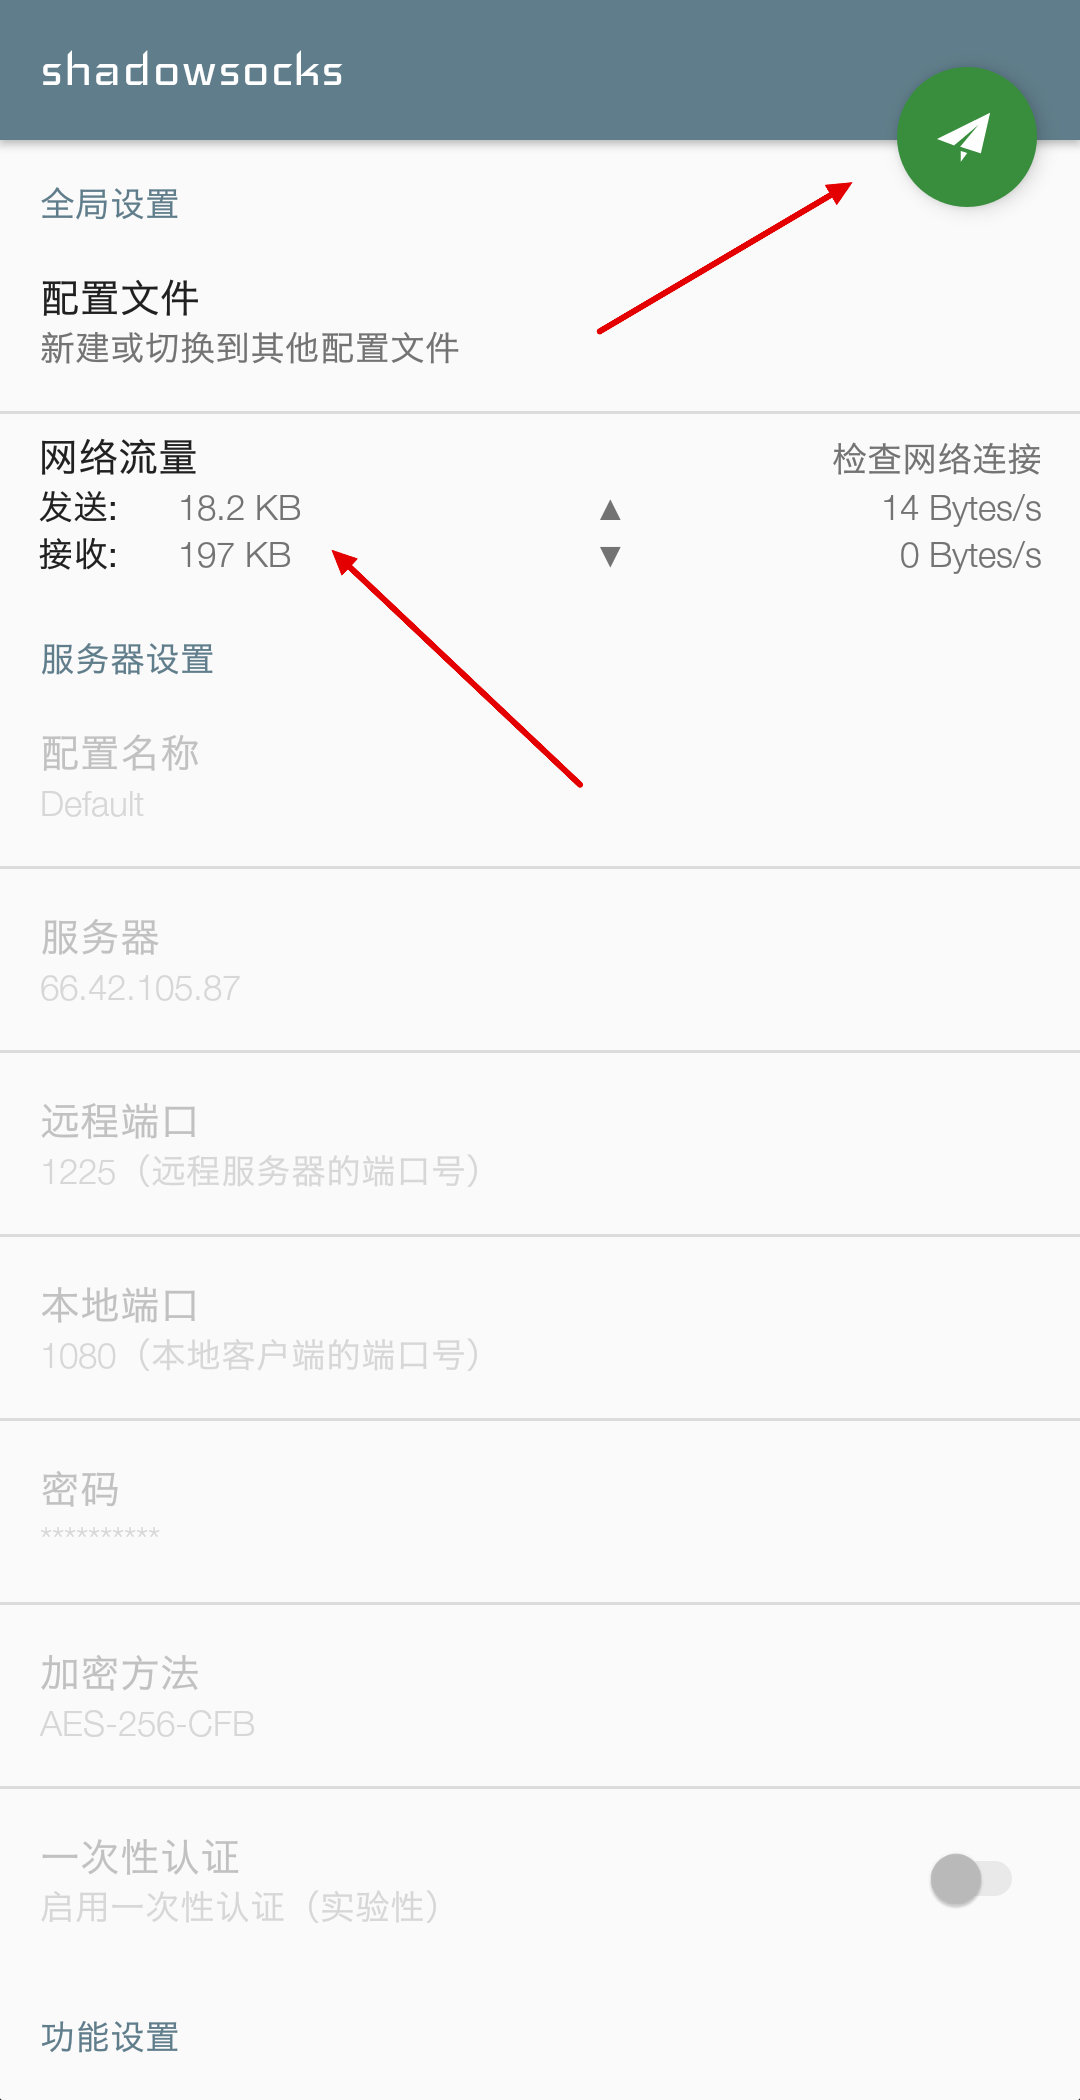 shadowsocks
全局设置
配置文件
新建或切换到其他配置文件
网络流量 检查网络连接
发送: 18.2 KB ▲ 14 Bytes/s
接收: 197 KB ▼ 0 Bytes/s
服务器设置
配置名称
Default
服务器
66.42.105.87
远程端口
1225（远程服务器的端口号）
本地端口
1080（本地客户端的端口号）
密码
**********
加密方法
AES-256-CFB
一次性认证
启用一次性认证（实验性）
功能设置